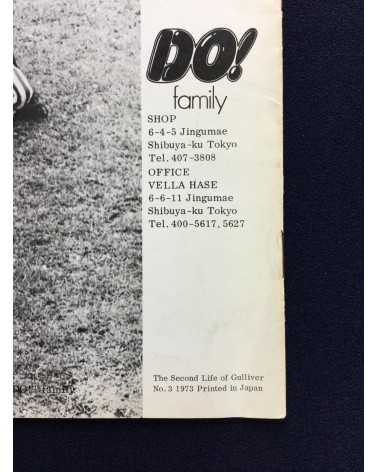 DO!
family
SHOP
6-4-5 Jingumae
Shibuya-ku Tokyo
Tel. 407-3808
OFFICE
VELLA HASE
6-6-11 Jingumae
Shibuya-ku Tokyo
Tel. 400-5617, 5627
The Second Life of Gulliver
No. 3 1973 Printed in Japan
family